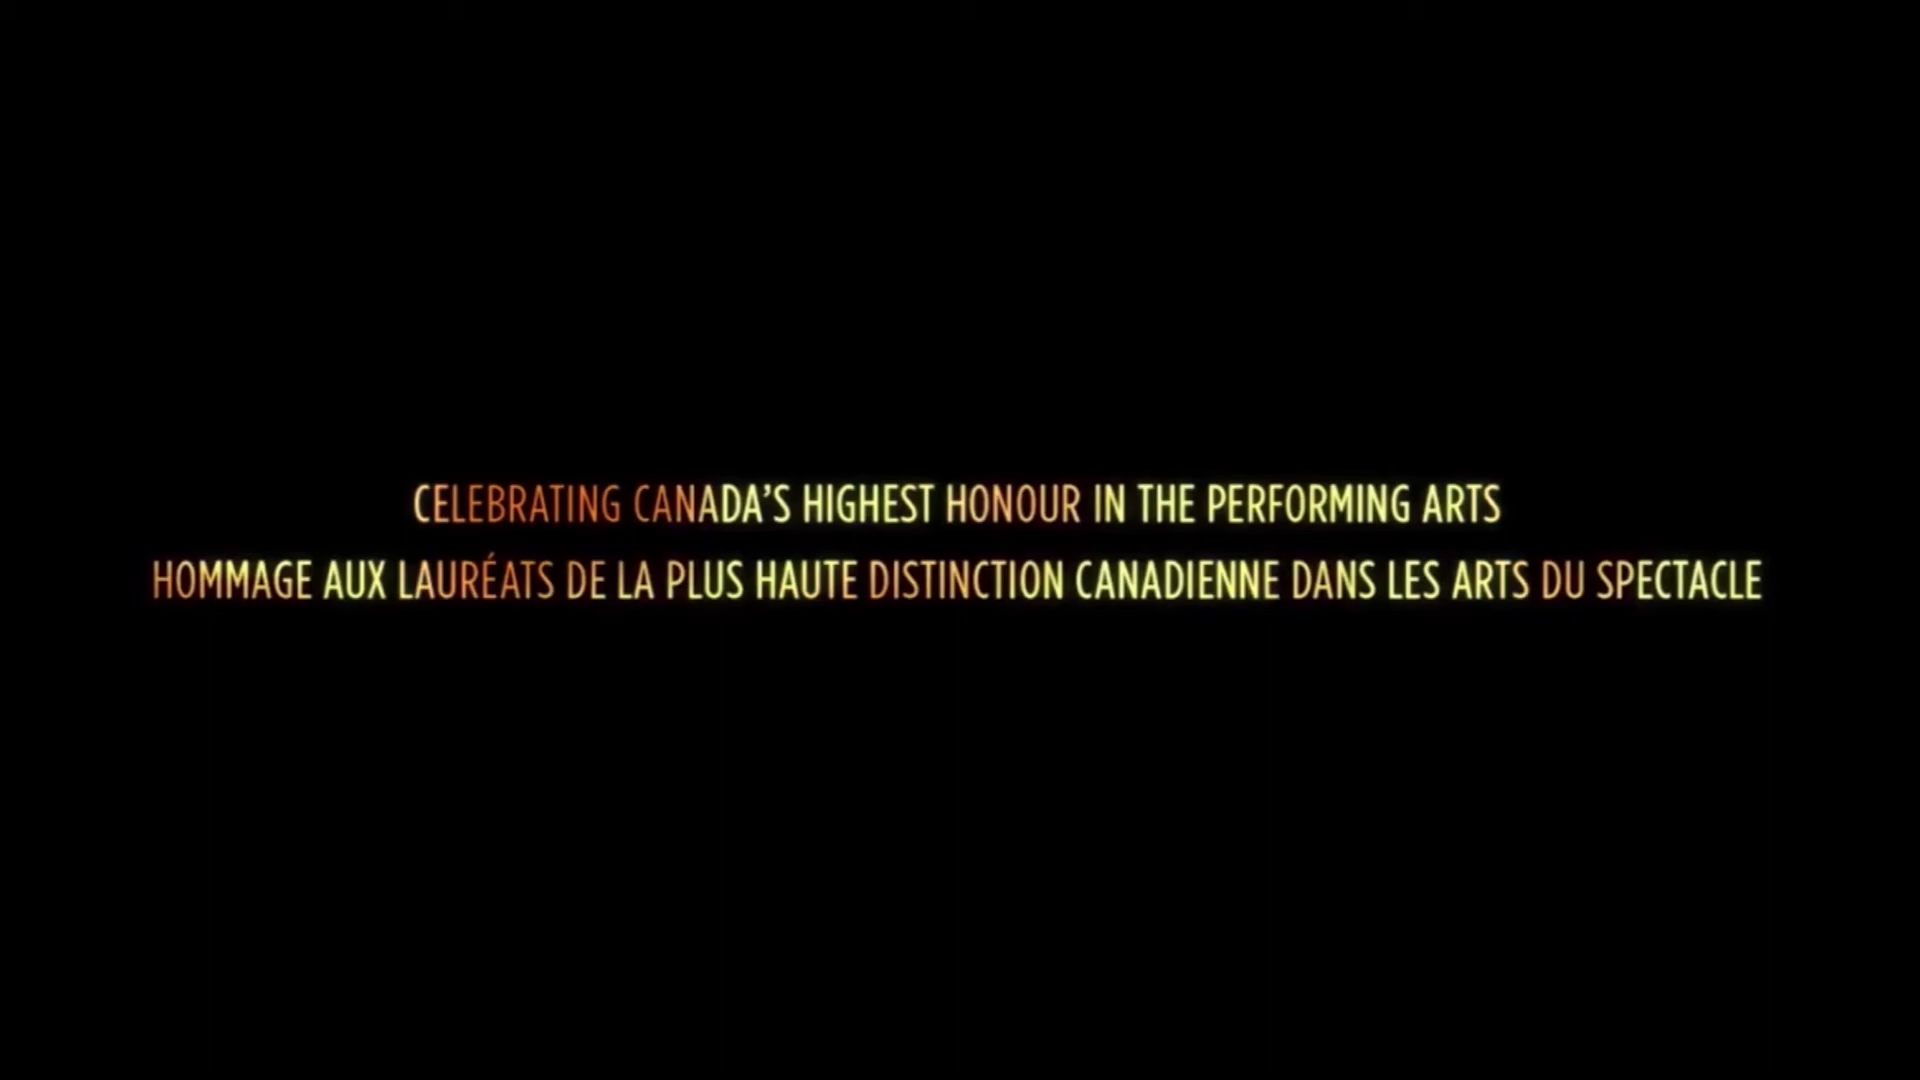 CELEBRATING CANADA’S HIGHEST HONOUR IN THE PERFORMING ARTS
HOMMAGE AUX LAURÉATS DE LA PLUS HAUTE DISTINCTION CANADIENNE DANS LES ARTS DU SPECTACLE